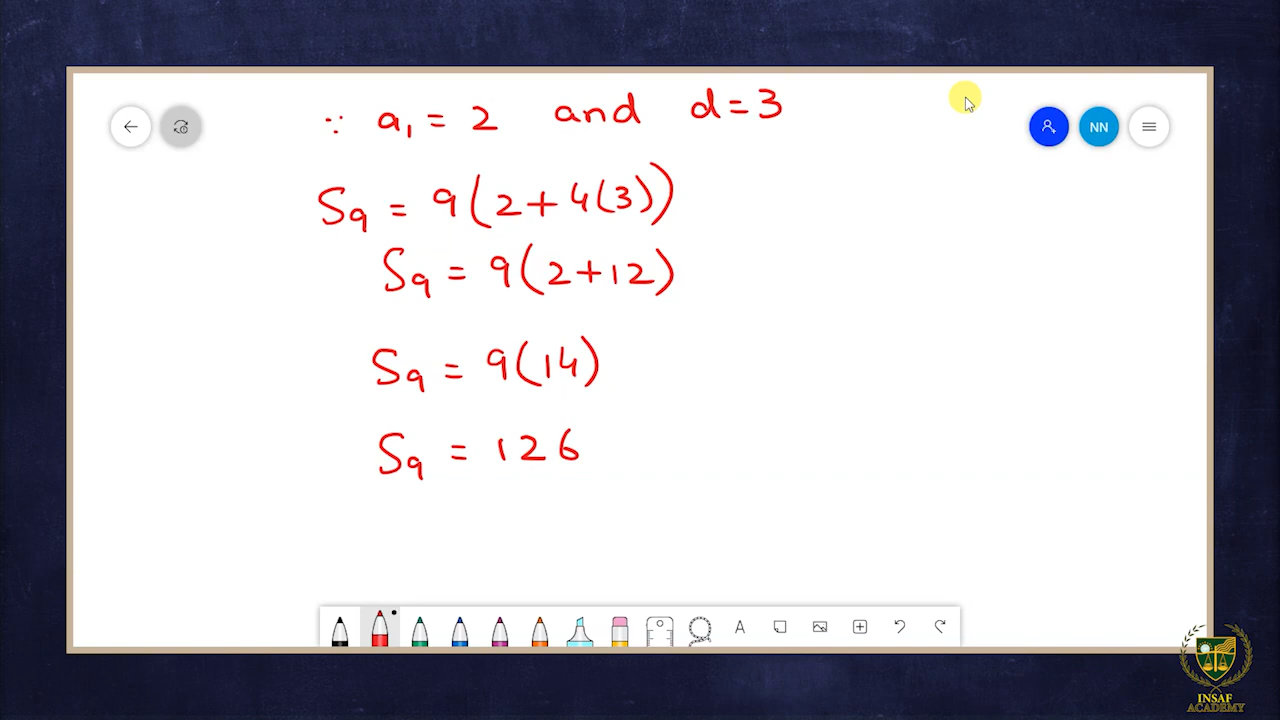 ∵ a₁ = 2 and d = 3
NN
S₉ = 9(2+4(3))
S₉ = 9(2+12)
S₉ = 9(14)
S₉ = 126
A
INSAF
ACADEMY